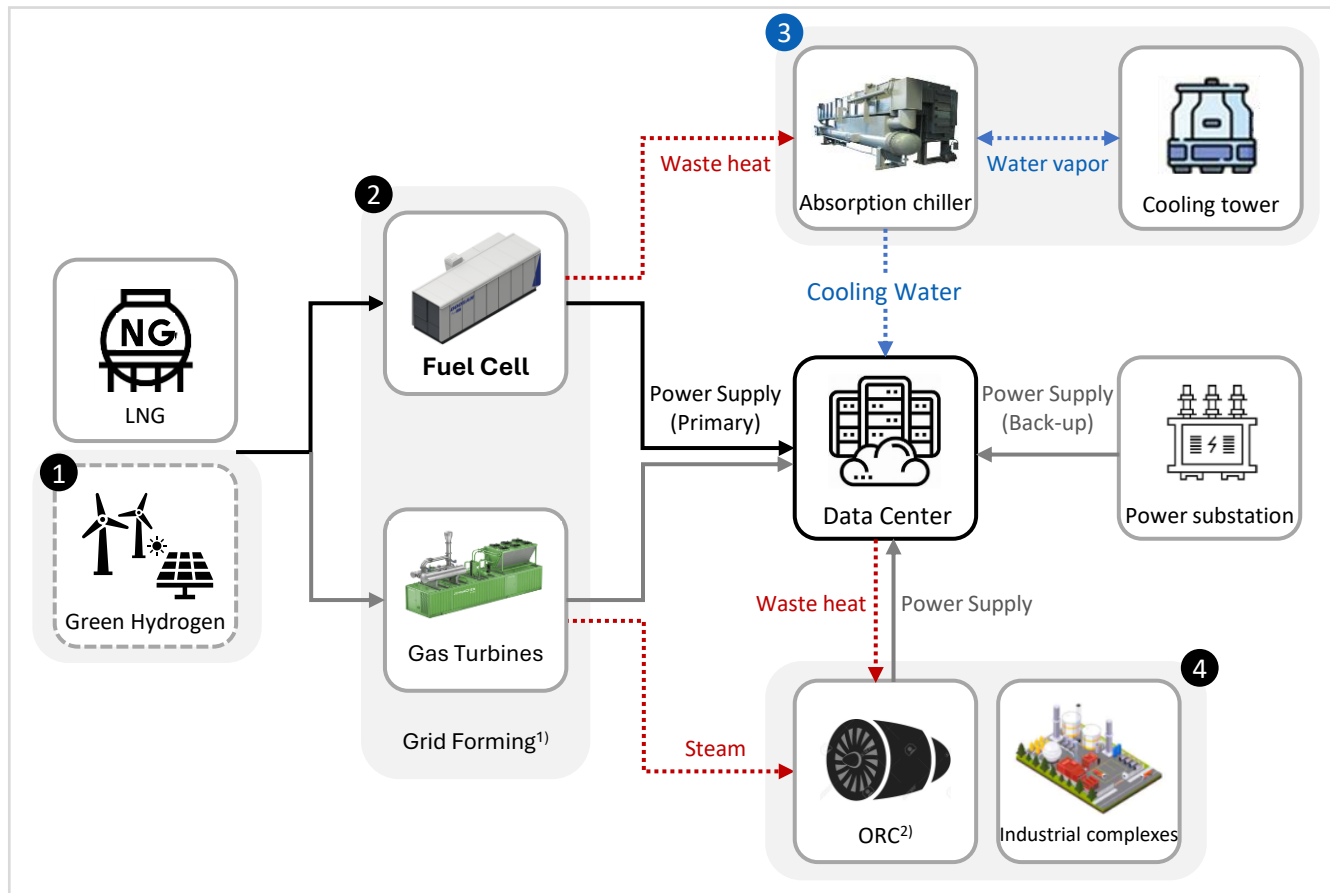 3
Absorption chiller
Water vapor
Cooling tower
Waste heat
2
Fuel Cell
Cooling Water
NG
LNG
Power Supply
(Primary)
Data Center
Power Supply
(Back-up)
Power substation
1
Green Hydrogen
Gas Turbines
Grid Forming¹⁾
Waste heat
Power Supply
4
Steam
ORC²⁾
Industrial complexes